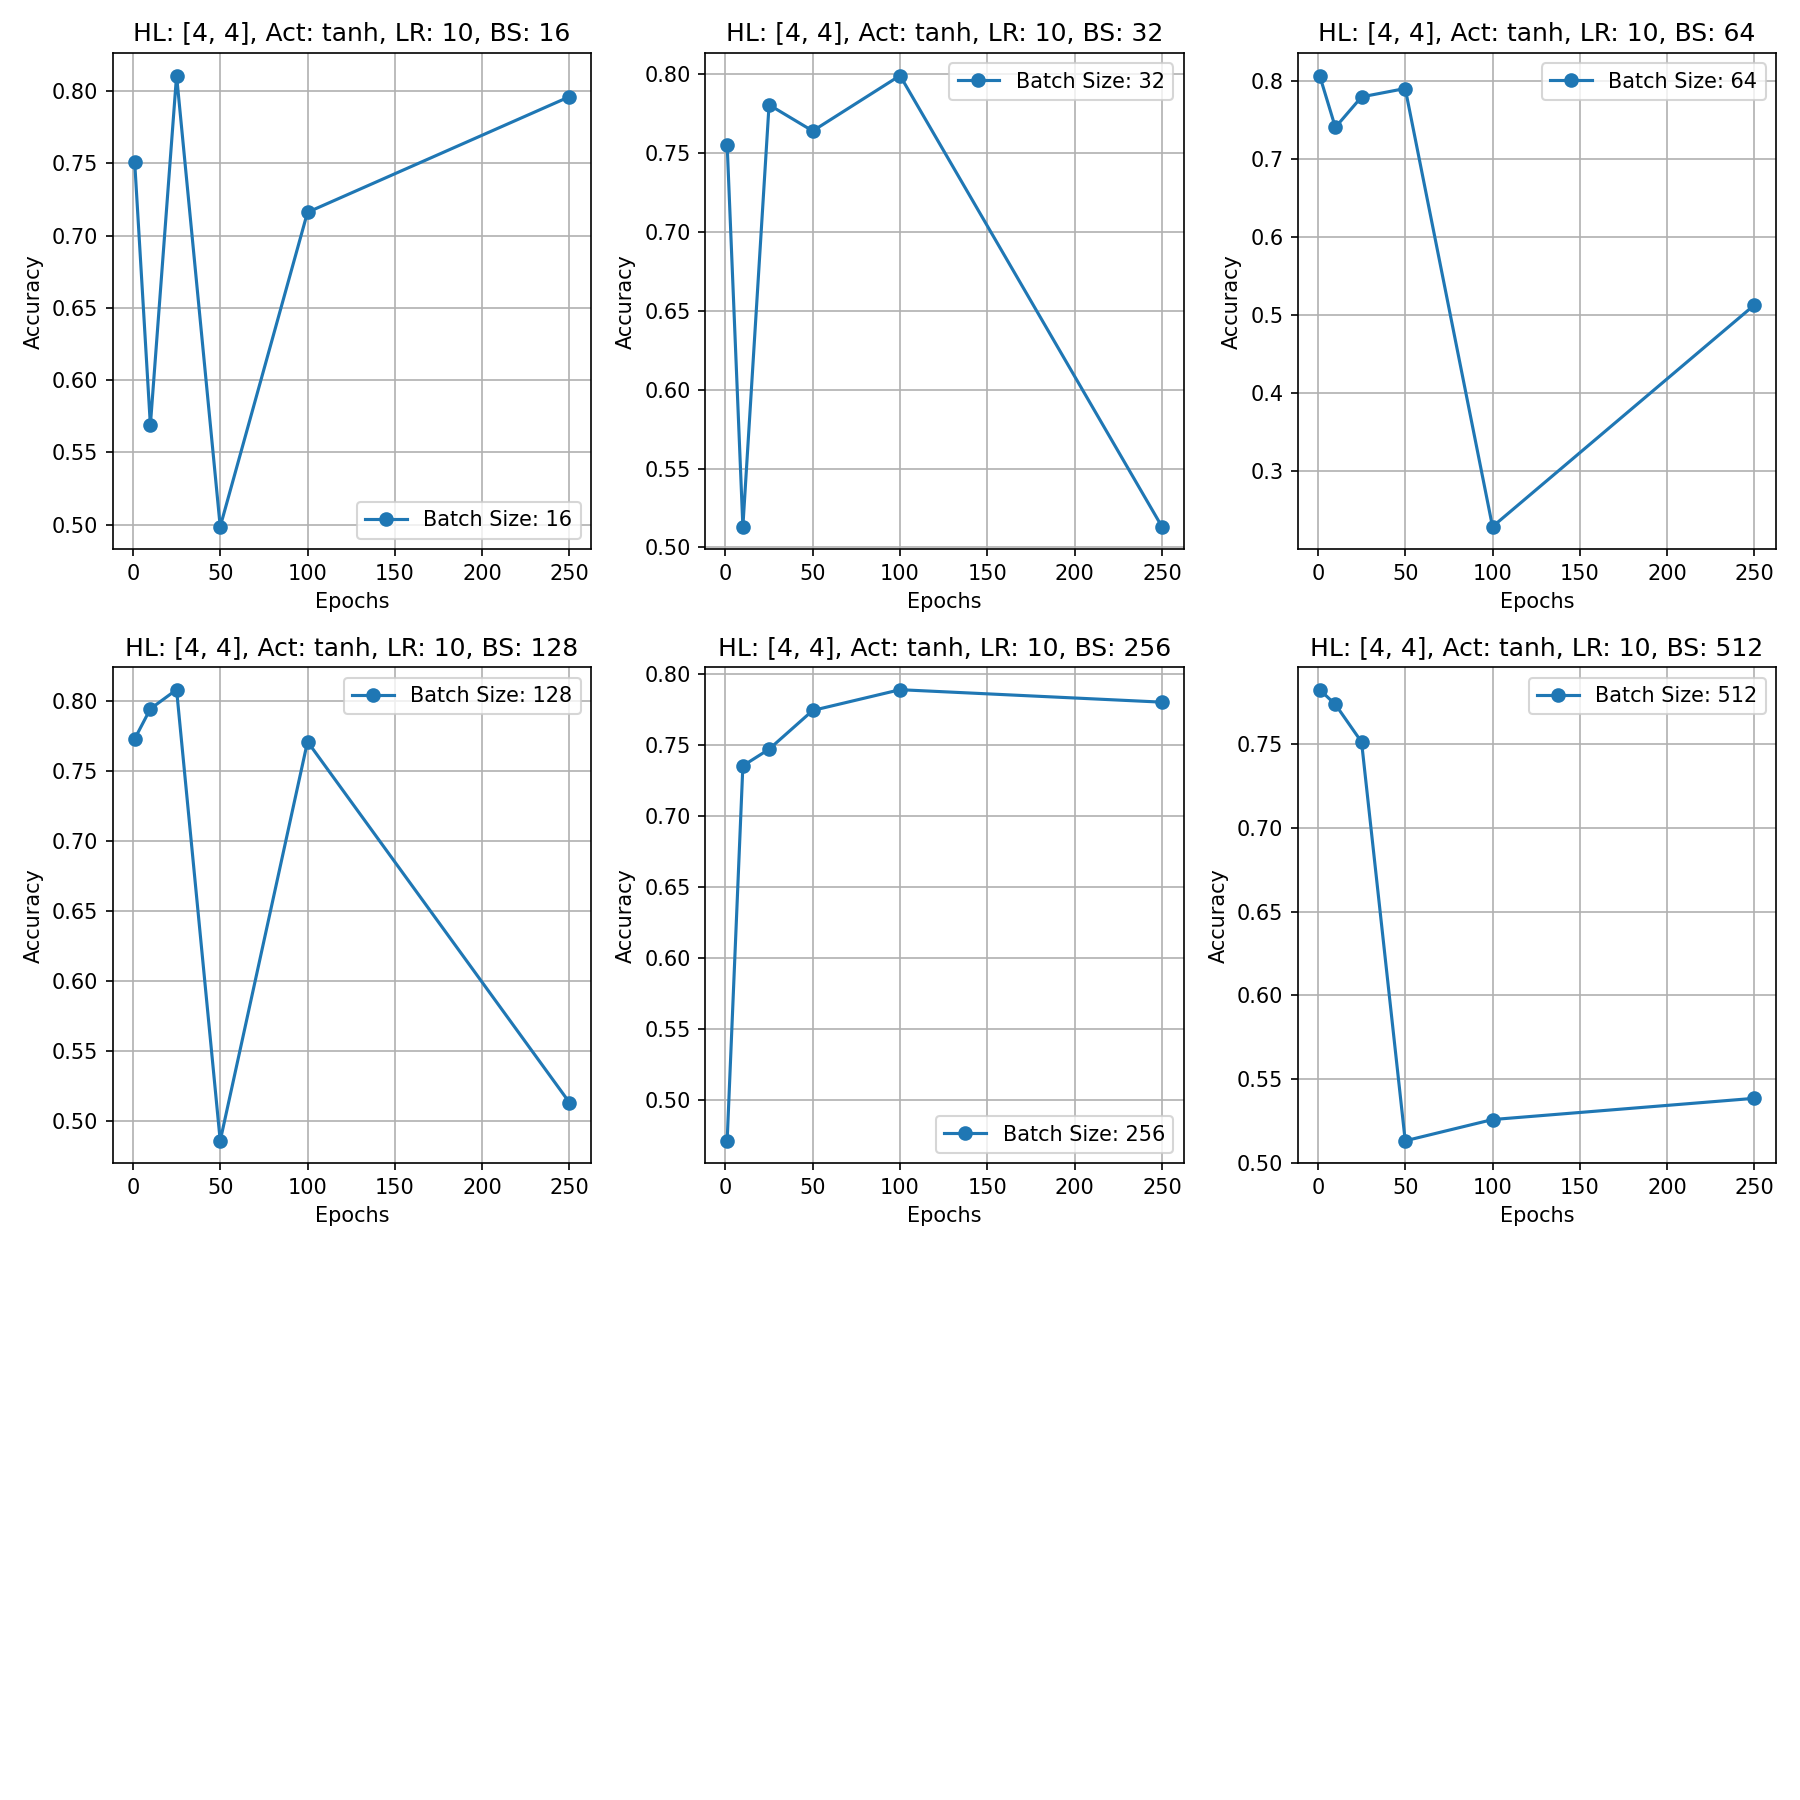 HL: [4, 4], Act: tanh, LR: 10, BS: 16
0.80
0.75
0.70
0.65
0.60
0.55
0.50
Accuracy
Batch Size: 16
0 50 100 150 200 250
Epochs
HL: [4, 4], Act: tanh, LR: 10, BS: 32
Batch Size: 32
0.80
0.75
0.70
0.65
0.60
0.55
0.50
Accuracy
0 50 100 150 200 250
Epochs
HL: [4, 4], Act: tanh, LR: 10, BS: 64
Batch Size: 64
0.8
0.7
0.6
0.5
0.4
0.3
Accuracy
0 50 100 150 200 250
Epochs
HL: [4, 4], Act: tanh, LR: 10, BS: 128
Batch Size: 128
0.80
0.75
0.70
0.65
0.60
0.55
0.50
Accuracy
0 50 100 150 200 250
Epochs
HL: [4, 4], Act: tanh, LR: 10, BS: 256
0.80
0.75
0.70
0.65
0.60
0.55
0.50
Accuracy
Batch Size: 256
0 50 100 150 200 250
Epochs
HL: [4, 4], Act: tanh, LR: 10, BS: 512
Batch Size: 512
0.75
0.70
0.65
0.60
0.55
0.50
Accuracy
0 50 100 150 200 250
Epochs